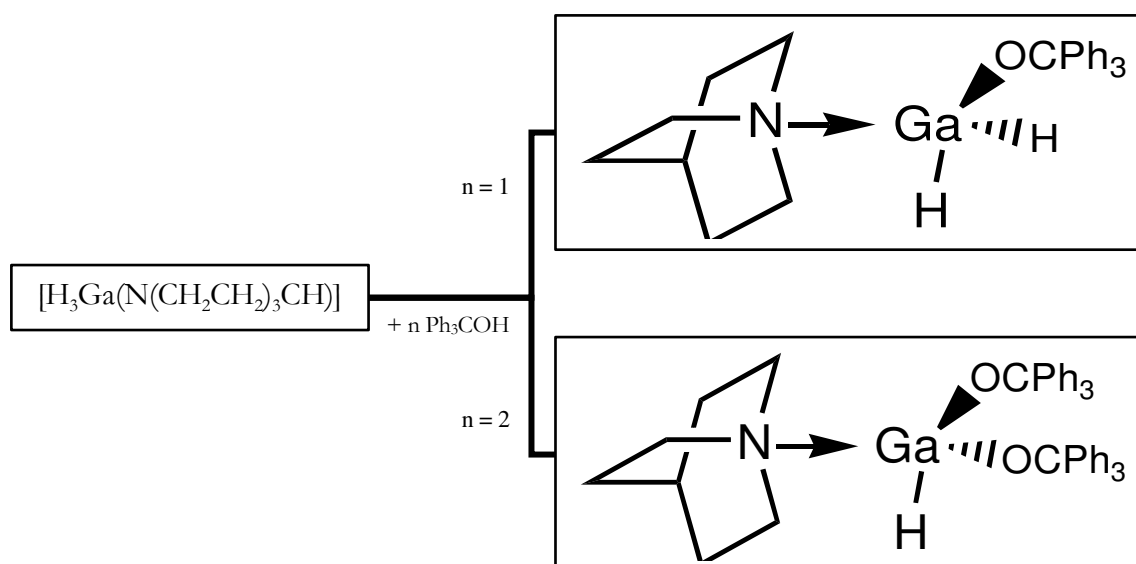 OCPh₃
N
Ga
H
H
n = 1
[H₃Ga(N(CH₂CH₂)₃CH)]
+ n Ph₃COH
n = 2
OCPh₃
N
Ga
OCPh₃
H